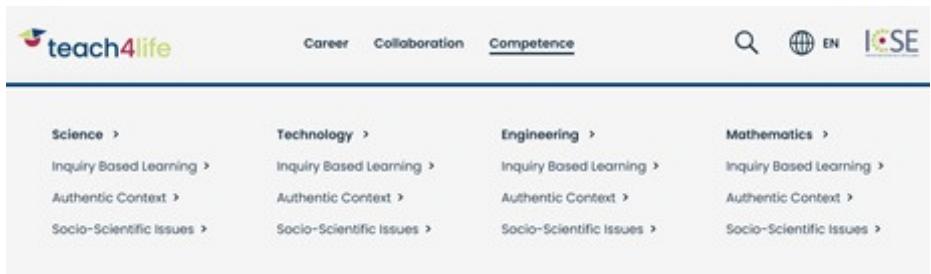 teach4life Career Collaboration Competence EN ICSE
Science > Technology > Engineering > Mathematics >
Inquiry Based Learning > Inquiry Based Learning > Inquiry Based Learning > Inquiry Based Learning >
Authentic Context > Authentic Context > Authentic Context > Authentic Context >
Socio-Scientific Issues > Socio-Scientific Issues > Socio-Scientific Issues > Socio-Scientific Issues >